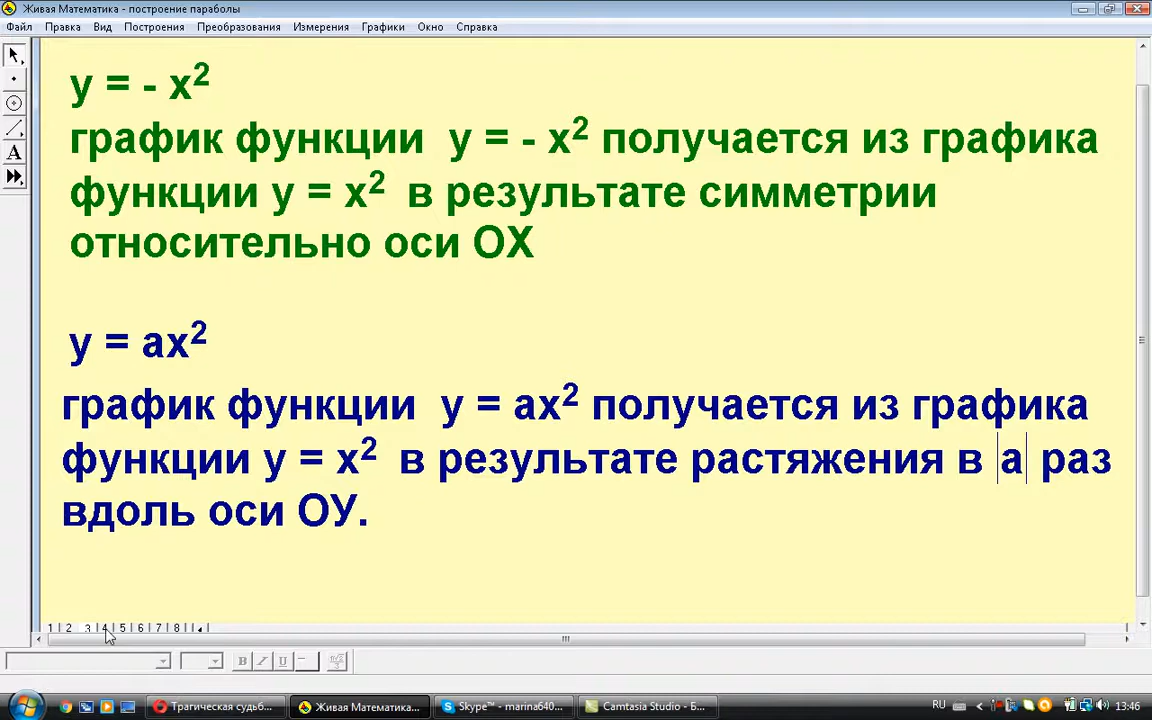 Живая Математика - построение параболы
Файл Правка Вид Построения Преобразования Измерения Графики Окно Справка
y = - x²
график функции y = - x² получается из графика
функции y = x² в результате симметрии
относительно оси ОХ
y = ax²
график функции y = ax² получается из графика
функции y = x² в результате растяжения в |a| раз
вдоль оси ОУ.
1 2 3 4 5 6 7 8
B I U
Трагическая судьб... Живая Математика... Skype™ - marina640... Camtasia Studio - Б... RU 13:46